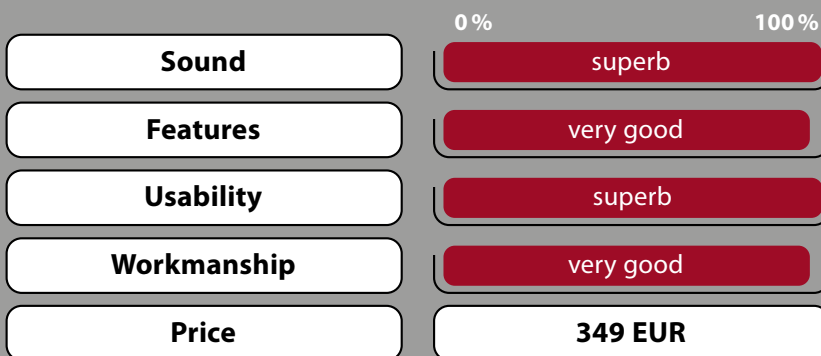 0 % 100 %
Sound superb
Features very good
Usability superb
Workmanship very good
Price 349 EUR